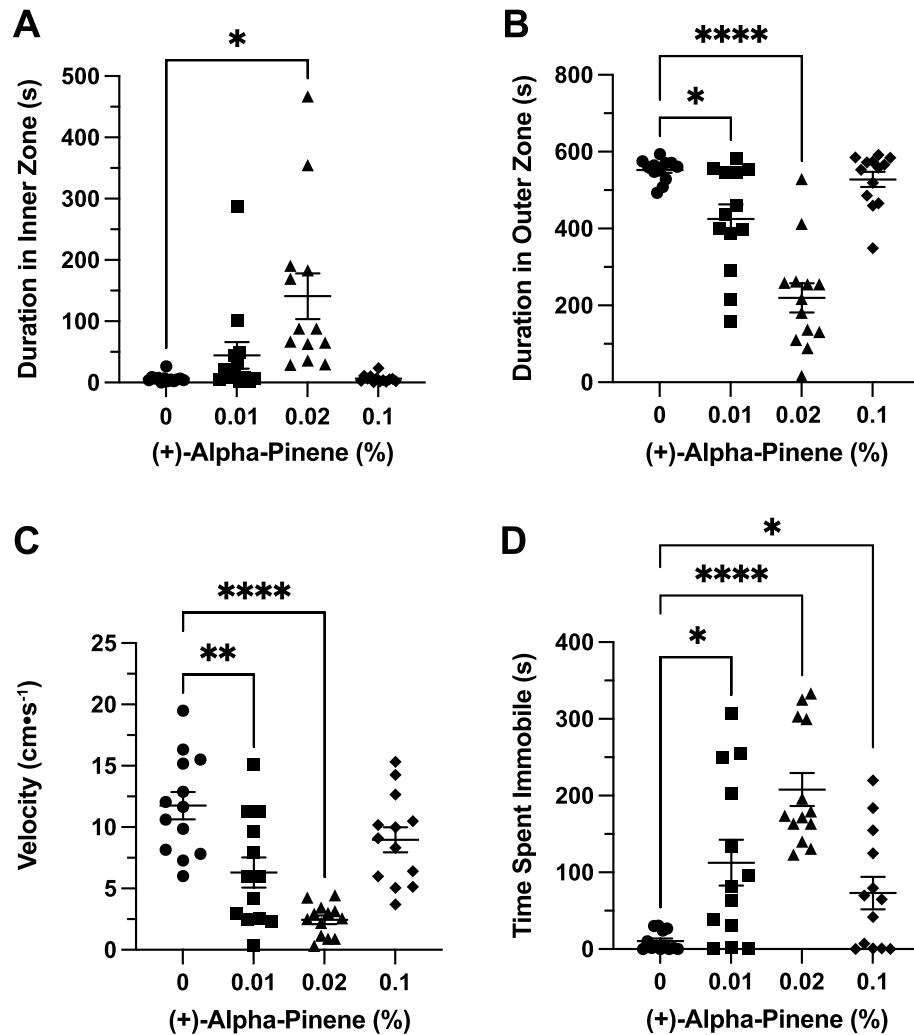 A
*
Duration in Inner Zone (s)
500
400
300
200
100
0
0 0.01 0.02 0.1
(+)-Alpha-Pinene (%)
B
****
*
Duration in Outer Zone (s)
800
600
400
200
0
0 0.01 0.02 0.1
(+)-Alpha-Pinene (%)
C
****
**
Velocity (cm•s⁻¹)
25
20
15
10
5
0
0 0.01 0.02 0.1
(+)-Alpha-Pinene (%)
D
*
****
*
Time Spent Immobile (s)
400
300
200
100
0
0 0.01 0.02 0.1
(+)-Alpha-Pinene (%)